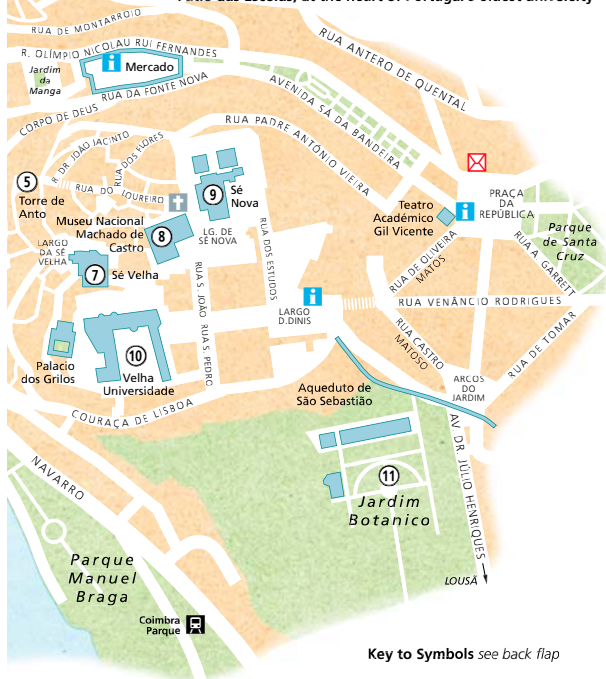 Pátio das Escolas, at the heart of Portugal's oldest university
RUA DE MONTARROIO
R. OLÍMPIO NICOLAU RUI FERNANDES
Mercado
Jardim
da
Manga
RUA DA FONTE NOVA
CORPO DE DEUS
AVENIDA SÁ DA BANDEIRA
RUA ANTERO DE QUENTAL
R. DR. JOÃO JACINTO
RUA DAS FLORES
RUA PADRE ANTÓNIO VIEIRA
5
Torre de
Anto
RUA DO LOUREIRO
9
Sé
Nova
Teatro
Académico
Gil Vicente
PRAÇA
DA
REPÚBLICA
Parque
de Santa
Cruz
Museu Nacional
Machado de
Castro
8
LG. DE
SÉ NOVA
RUA DOS ESTUDOS
RUA DE OLIVEIRA
MATOS
RUA A. GARRETT
LARGO
DA SÉ
VELHA
7
Sé Velha
RUA S. JOÃO
RUA S. PEDRO
LARGO
D.DINIS
RUA VENÂNCIO RODRIGUES
RUA CASTRO
MATOSO
RUA DE TOMAR
10
Velha
Universidade
Palacio
dos Grilos
Aqueduto de
São Sebastião
ARCOS
DO
JARDIM
COURAÇA DE LISBOA
AV. DR. JÚLIO HENRIQUES
NAVARRO
11
Jardim
Botanico
Parque
Manuel
Braga
LOUSÃ
Coimbra
Parque
Key to Symbols see back flap